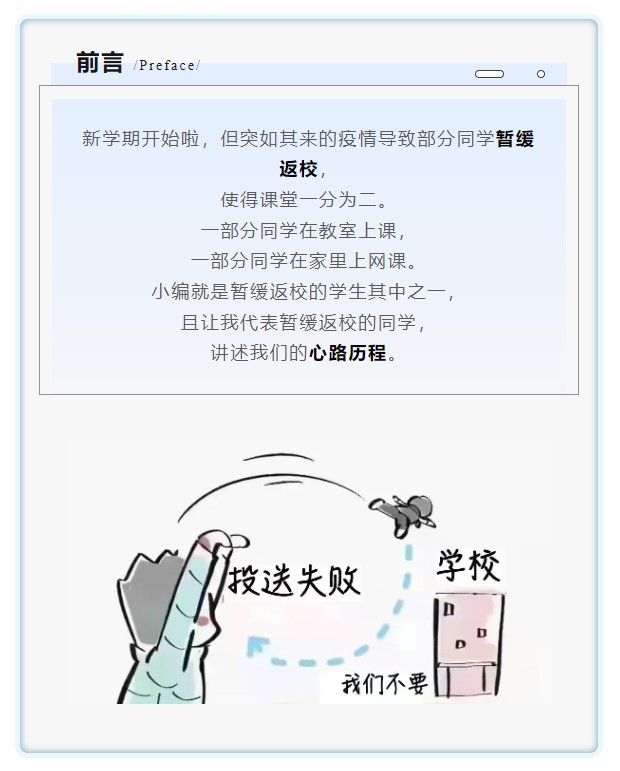 前言 /Preface/
新学期开始啦，但突如其来的疫情导致部分同学暂缓
返校，
使得课堂一分为二。
一部分同学在教室上课，
一部分同学在家里上网课。
小编就是暂缓返校的学生其中之一，
且让我代表暂缓返校的同学，
讲述我们的心路历程。
学校
投送失败
我们不要